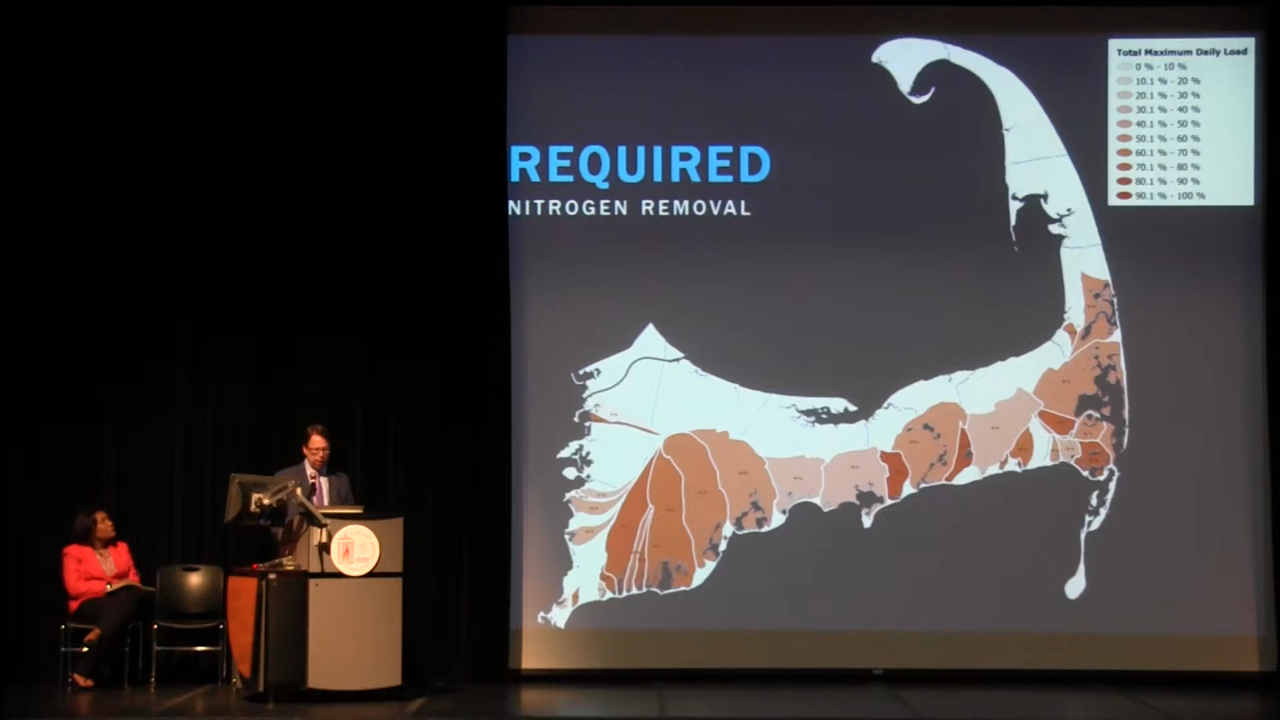 REQUIRED
NITROGEN REMOVAL
Total Maximum Daily Load
0 % - 10 %
10.1 % - 20 %
20.1 % - 30 %
30.1 % - 40 %
40.1 % - 50 %
50.1 % - 60 %
60.1 % - 70 %
70.1 % - 80 %
80.1 % - 90 %
90.1 % - 100 %